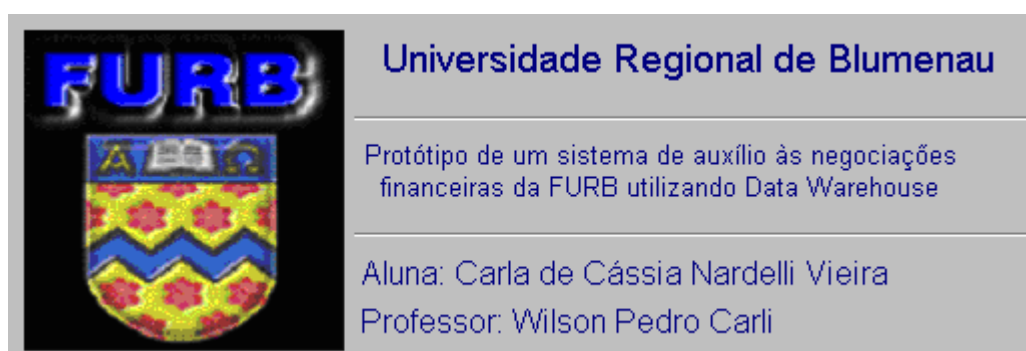 FURB
Universidade Regional de Blumenau
Protótipo de um sistema de auxílio às negociações
financeiras da FURB utilizando Data Warehouse
Aluna: Carla de Cássia Nardelli Vieira
Professor: Wilson Pedro Carli
Α Ω